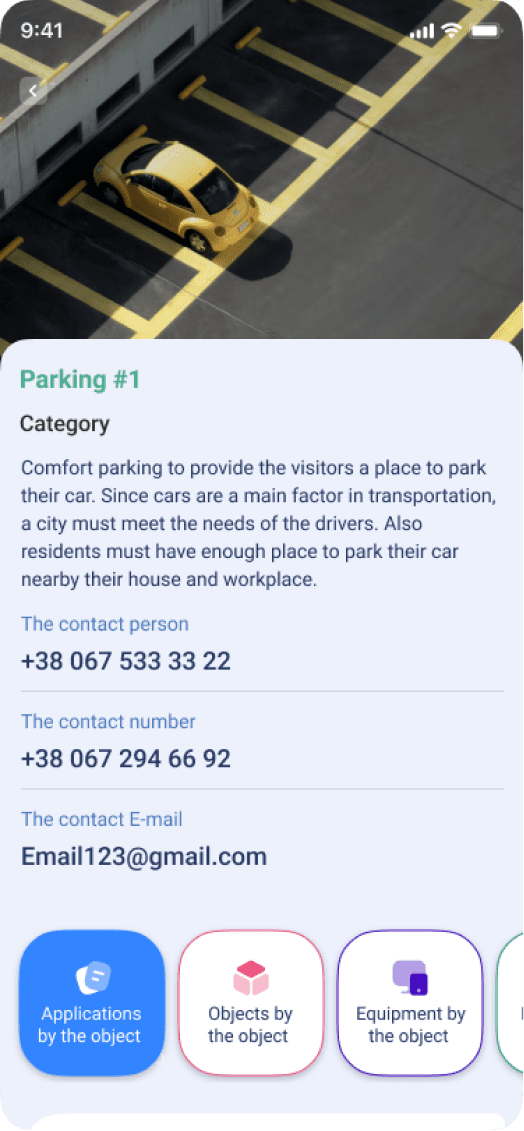 9:41
Parking #1
Category
Comfort parking to provide the visitors a place to park
their car. Since cars are a main factor in transportation,
a city must meet the needs of the drivers. Also
residents must have enough place to park their car
nearby their house and workplace.
The contact person
+38 067 533 33 22
The contact number
+38 067 294 66 92
The contact E-mail
Email123@gmail.com
Applications
by the object
Objects by
the object
Equipment by
the object